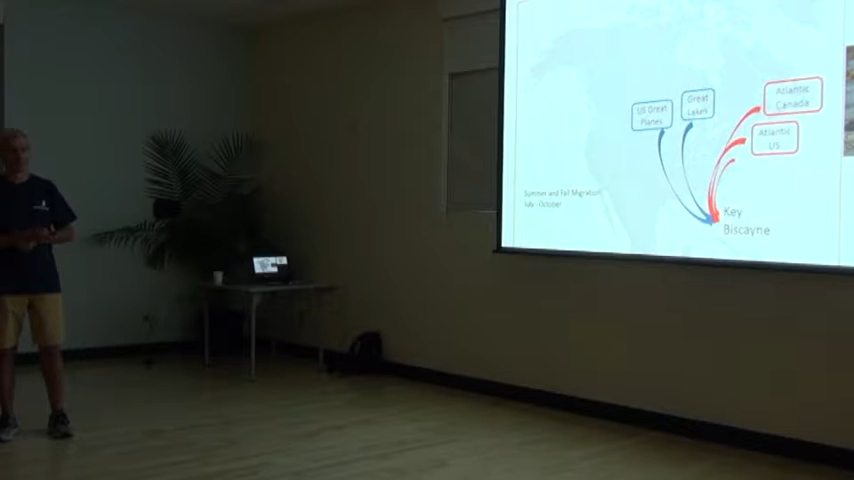 US Great
Planes
Great
Lakes
Atlantic
Canada
Atlantic
US
Summer and Fall Migration
July - October
Key
Biscayne